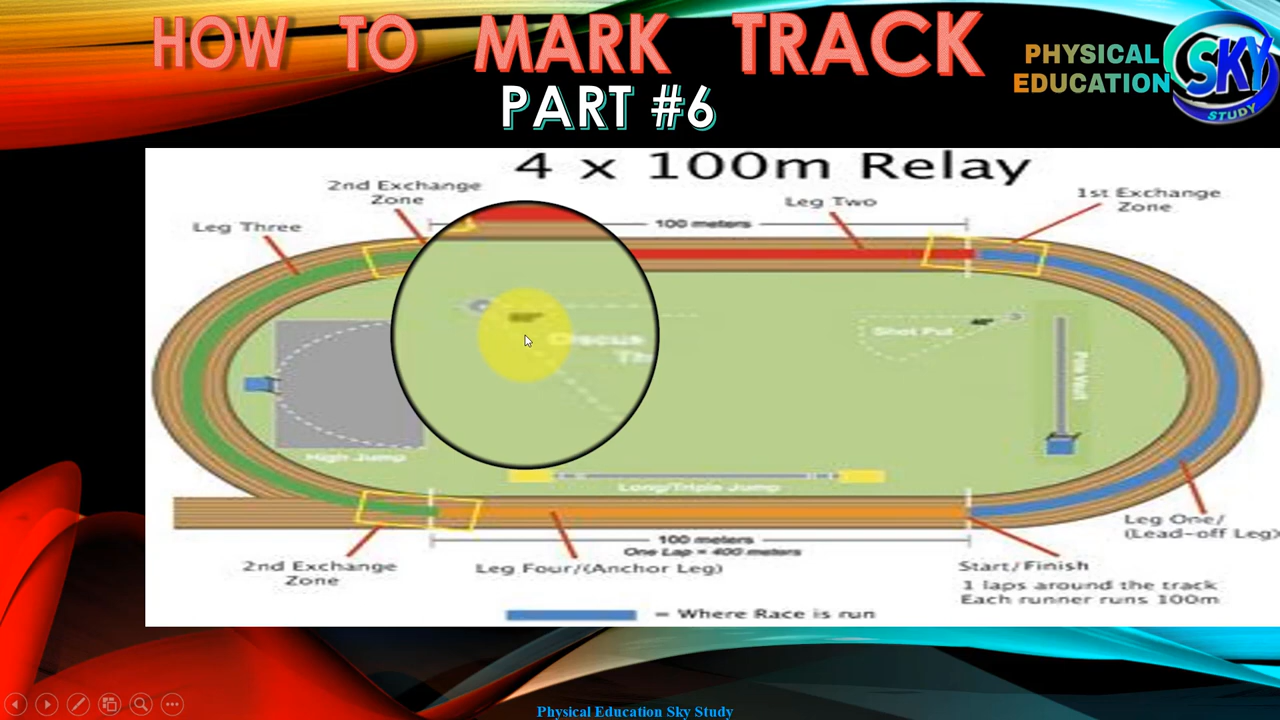 HOW TO MARK TRACK
PART #6
PHYSICAL
EDUCATION
SKY
STUDY
4 x 100m Relay
2nd Exchange
Zone
Leg Three
100 meters
Leg Two
1st Exchange
Zone
Discus
Shot Put
Pole Vault
High Jump
Long/Triple Jump
100 meters
One Lap = 400 meters
2nd Exchange
Zone
Leg Four/(Anchor Leg)
Start/Finish
1 laps around the track
Each runner runs 100m
Leg One/
(Lead-off Leg)
= Where Race is run
Physical Education Sky Study